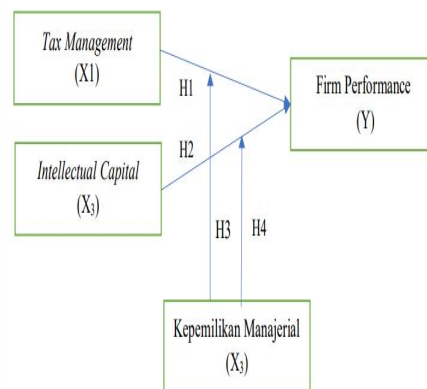 Tax Management
(X1)
H1
Firm Performance
(Y)
H2
Intellectual Capital
(X₃)
H3
H4
Kepemilikan Manajerial
(X₃)